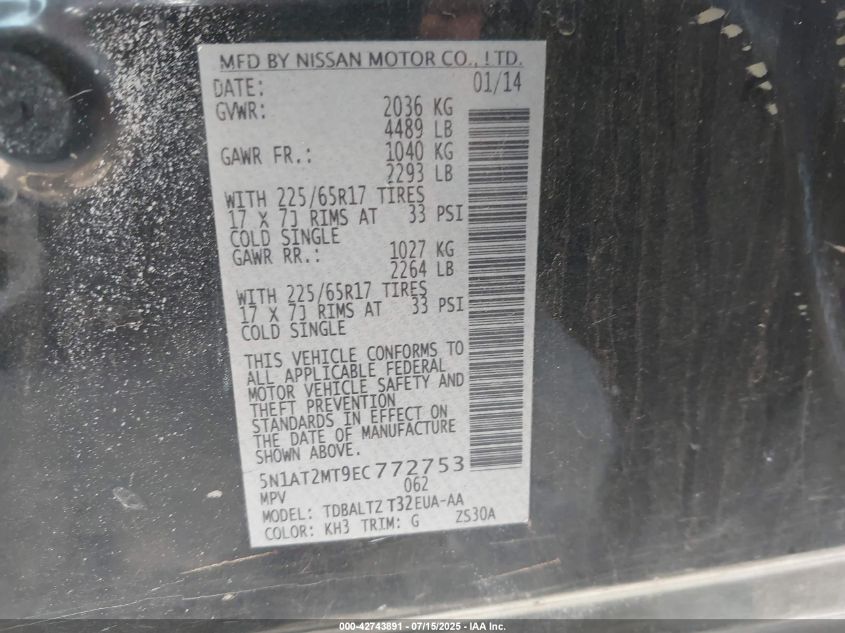 MFD BY NISSAN MOTOR CO., LTD.
DATE: 01/14
GVWR: 2036 KG
4489 LB
GAWR FR.: 1040 KG
2293 LB
WITH 225/65R17 TIRES
17 X 7J RIMS AT 33 PSI
COLD SINGLE
GAWR RR.: 1027 KG
2264 LB
WITH 225/65R17 TIRES
17 X 7J RIMS AT 33 PSI
COLD SINGLE
THIS VEHICLE CONFORMS TO
ALL APPLICABLE FEDERAL
MOTOR VEHICLE SAFETY AND
THEFT PREVENTION
STANDARDS IN EFFECT ON
THE DATE OF MANUFACTURE
SHOWN ABOVE.
5N1AT2MT9EC772753
MPV 062
MODEL: TDBALTZ T32EUA-AA
COLOR: KH3 TRIM: G ZS30A
000-42743891 - 07/15/2025 - IAA Inc.